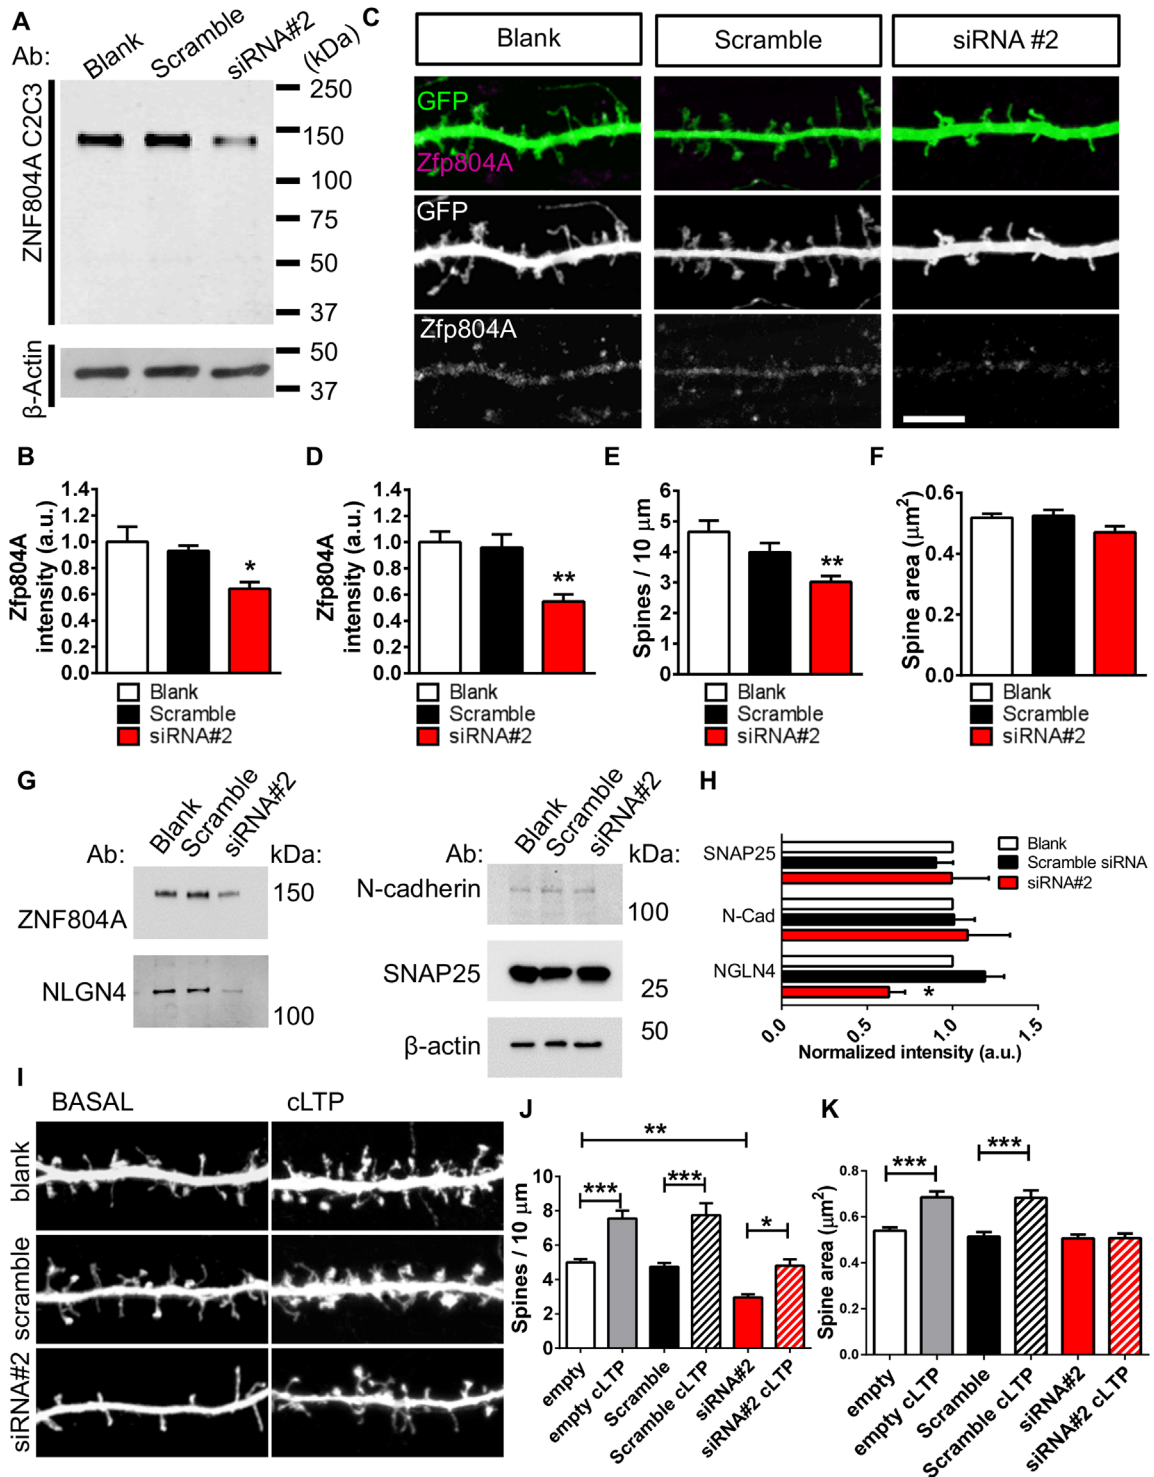 A
Ab:
Blank
Scramble
siRNA#2
(kDa)
ZNF804A C2C3
250
150
100
75
50
37
β-Actin
50
37
C
Blank
Scramble
siRNA #2
GFP
Zfp804A
GFP
Zfp804A
B
Zfp804A
intensity (a.u.)
1.4
1.2
1.0
0.8
0.6
0.4
0.2
0.0
*
Blank
Scramble
siRNA#2
D
Zfp804A
intensity (a.u.)
1.4
1.2
1.0
0.8
0.6
0.4
0.2
0.0
**
Blank
Scramble
siRNA#2
E
Spines / 10 μm
6
5
4
3
2
1
0
**
Blank
Scramble
siRNA#2
F
Spine area (μm2)
0.6
0.4
0.2
0.0
Blank
Scramble
siRNA#2
G
Ab:
Blank
Scramble
siRNA#2
kDa:
ZNF804A
150
NLGN4
100
Ab:
Blank
Scramble
siRNA#2
kDa:
N-cadherin
100
SNAP25
25
β-actin
50
H
SNAP25
N-Cad
NGLN4
*
Blank
Scramble siRNA
siRNA#2
0.0
0.5
1.0
1.5
Normalized intensity (a.u.)
I
BASAL
cLTP
blank
scramble
siRNA#2
J
Spines / 10 μm
10
8
6
4
2
0
**
***
***
*
empty
empty cLTP
Scramble
Scramble cLTP
siRNA#2
siRNA#2 cLTP
K
Spine area (μm2)
0.8
0.6
0.4
0.2
0.0
***
***
empty
empty cLTP
Scramble
Scramble cLTP
siRNA#2
siRNA#2 cLTP